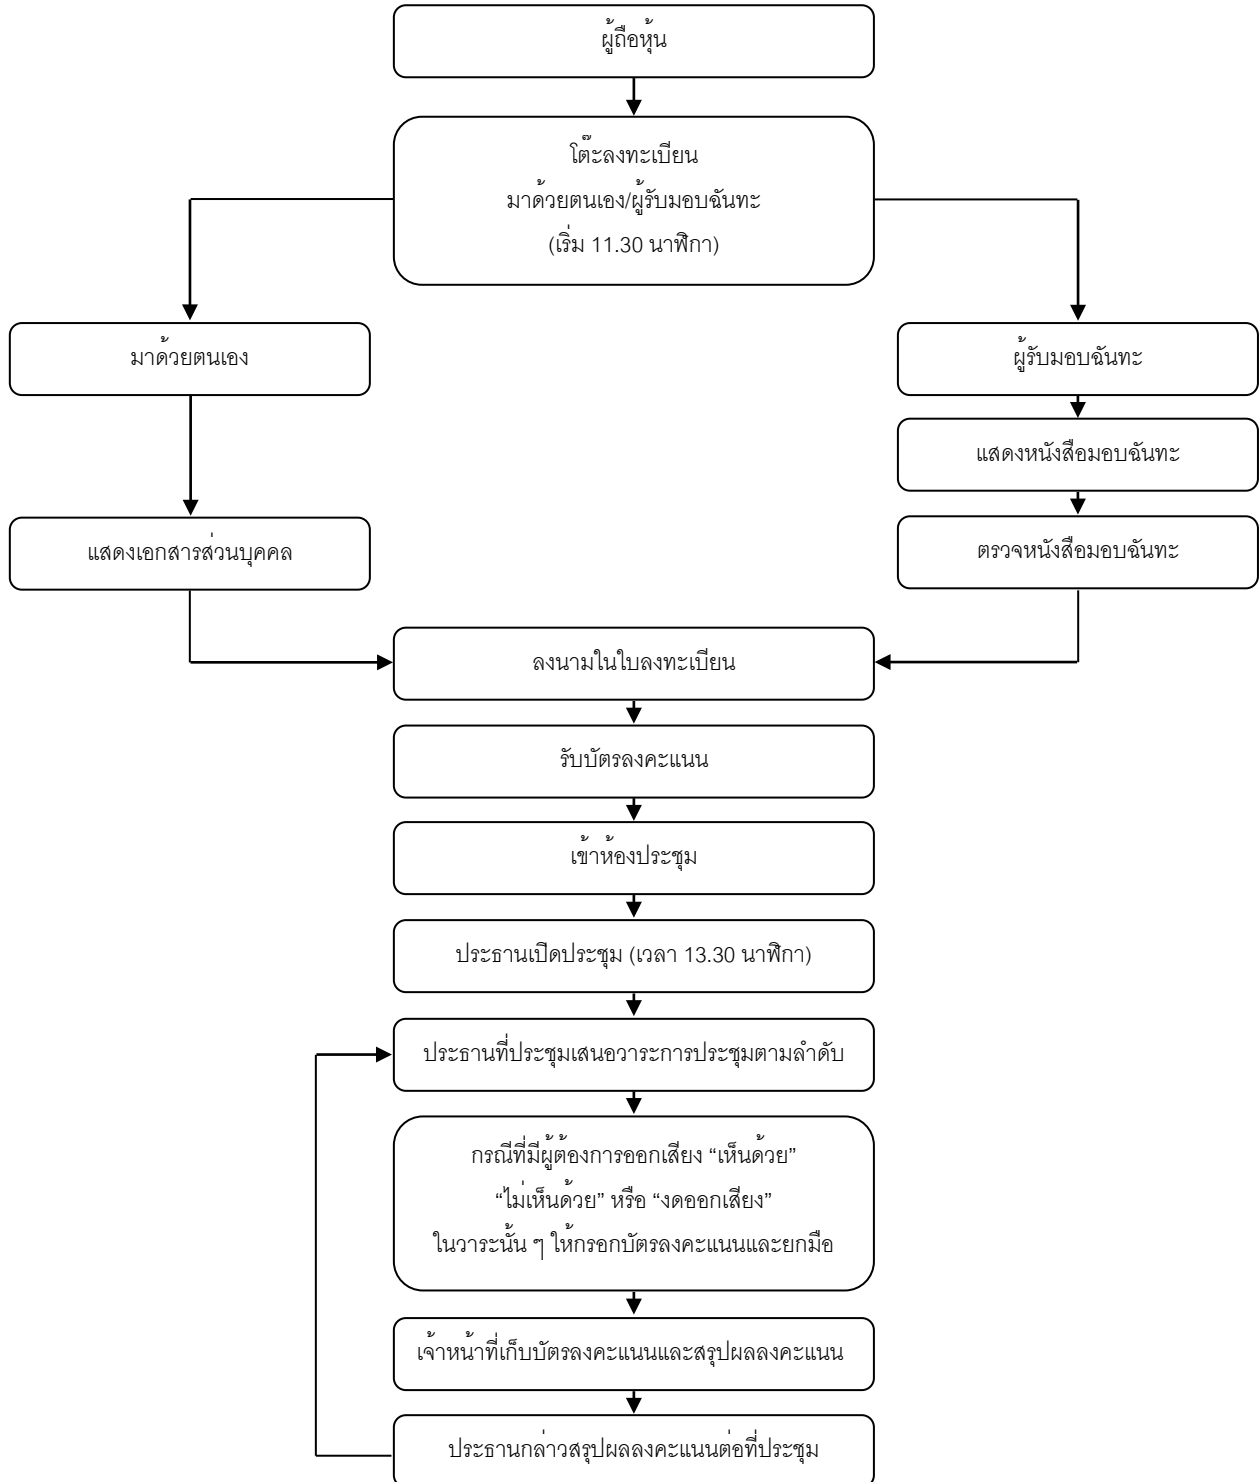 ผู้ถือหุ้น
โต๊ะลงทะเบียน
มาด้วยตนเอง/ผู้รับมอบฉันทะ
(เริ่ม 11.30 นาฬิกา)
มาด้วยตนเอง
ผู้รับมอบฉันทะ
แสดงหนังสือมอบฉันทะ
แสดงเอกสารส่วนบุคคล
ตรวจหนังสือมอบฉันทะ
ลงนามในใบลงทะเบียน
รับบัตรลงคะแนน
เข้าห้องประชุม
ประธานเปิดประชุม (เวลา 13.30 นาฬิกา)
ประธานที่ประชุมเสนอวาระการประชุมตามลำดับ
กรณีที่มีผู้ต้องการออกเสียง “เห็นด้วย”
“ไม่เห็นด้วย” หรือ “งดออกเสียง”
ในวาระนั้น ๆ ให้กรอกบัตรลงคะแนนและยกมือ
เจ้าหน้าที่เก็บบัตรลงคะแนนและสรุปผลลงคะแนน
ประธานกล่าวสรุปผลลงคะแนนต่อที่ประชุม